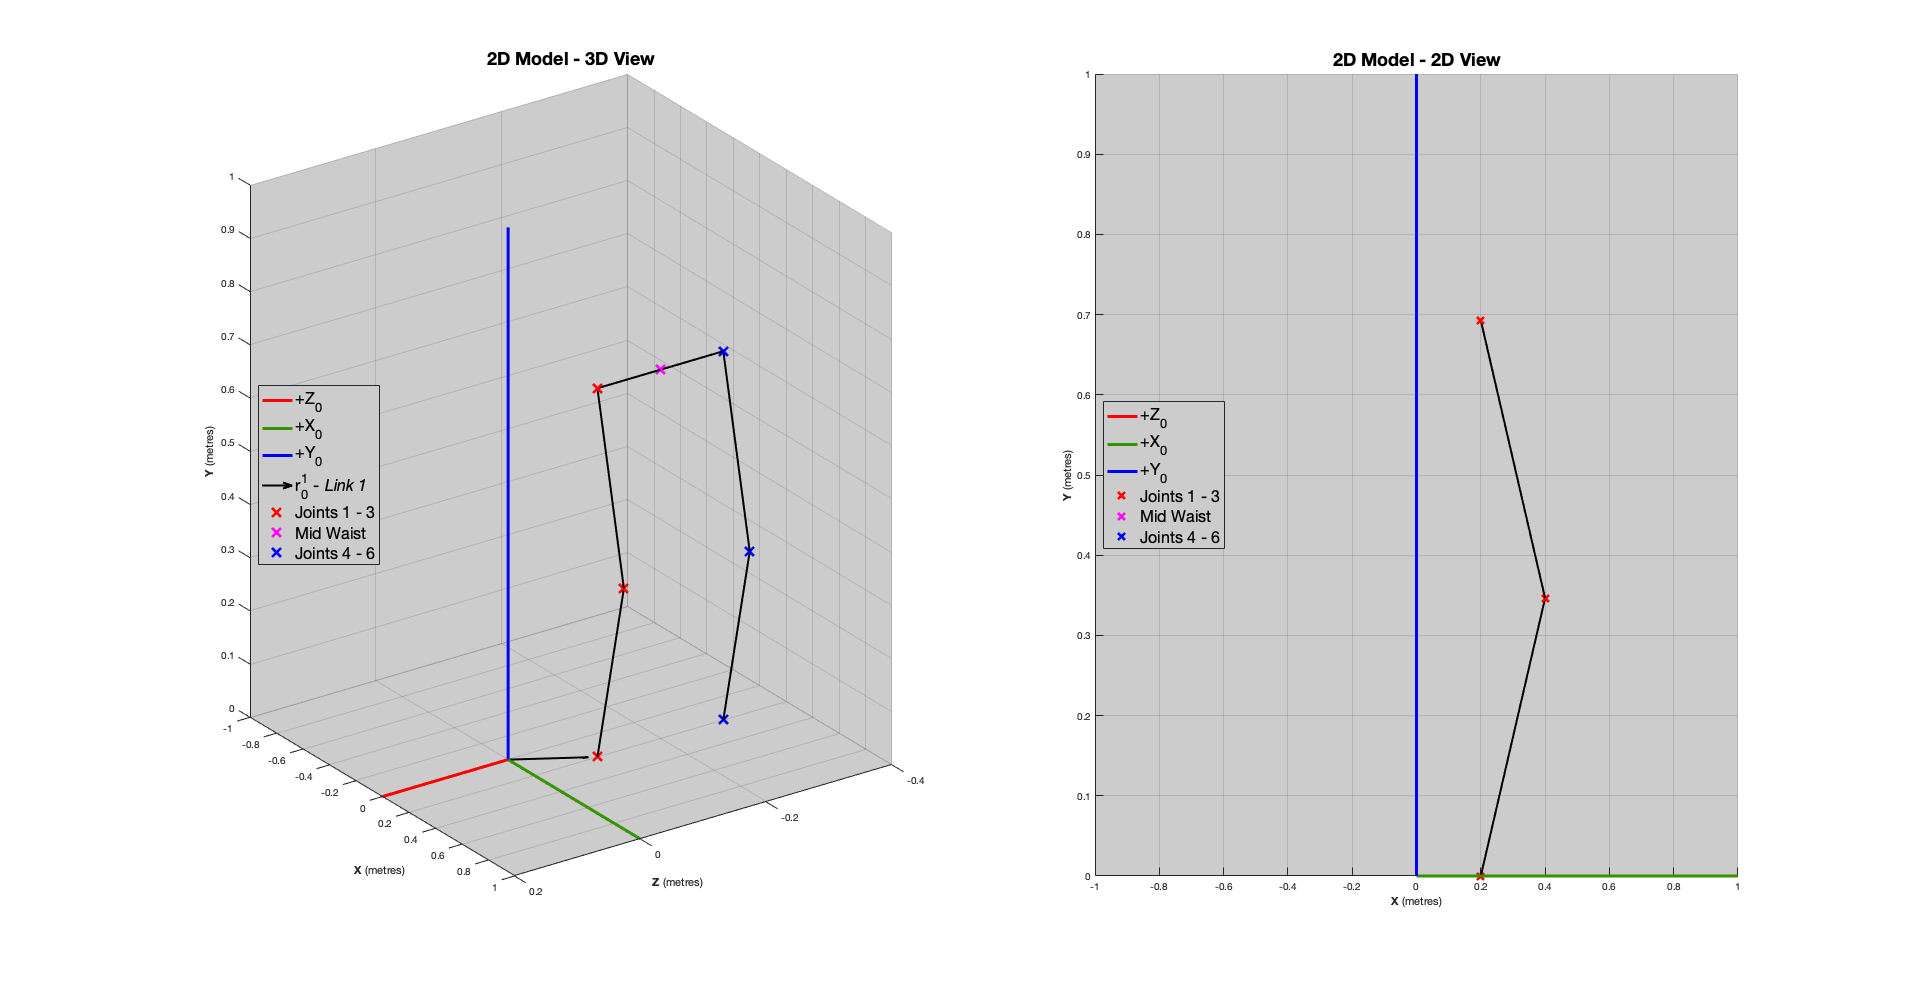 2D Model - 3D View
1
0.9
0.8
0.7
0.6
0.5
0.4
0.3
0.2
0.1
0
Y (metres)
-1
-0.8
-0.6
-0.4
-0.2
0
0.2
0.4
0.6
0.8
1
X (metres)
0.2
0
-0.2
-0.4
Z (metres)
+Z0
+X0
+Y0
r01 - Link 1
Joints 1 - 3
Mid Waist
Joints 4 - 6
2D Model - 2D View
1
0.9
0.8
0.7
0.6
0.5
0.4
0.3
0.2
0.1
0
Y (metres)
+Z0
+X0
+Y0
Joints 1 - 3
Mid Waist
Joints 4 - 6
-1 -0.8 -0.6 -0.4 -0.2 0 0.2 0.4 0.6 0.8 1
X (metres)